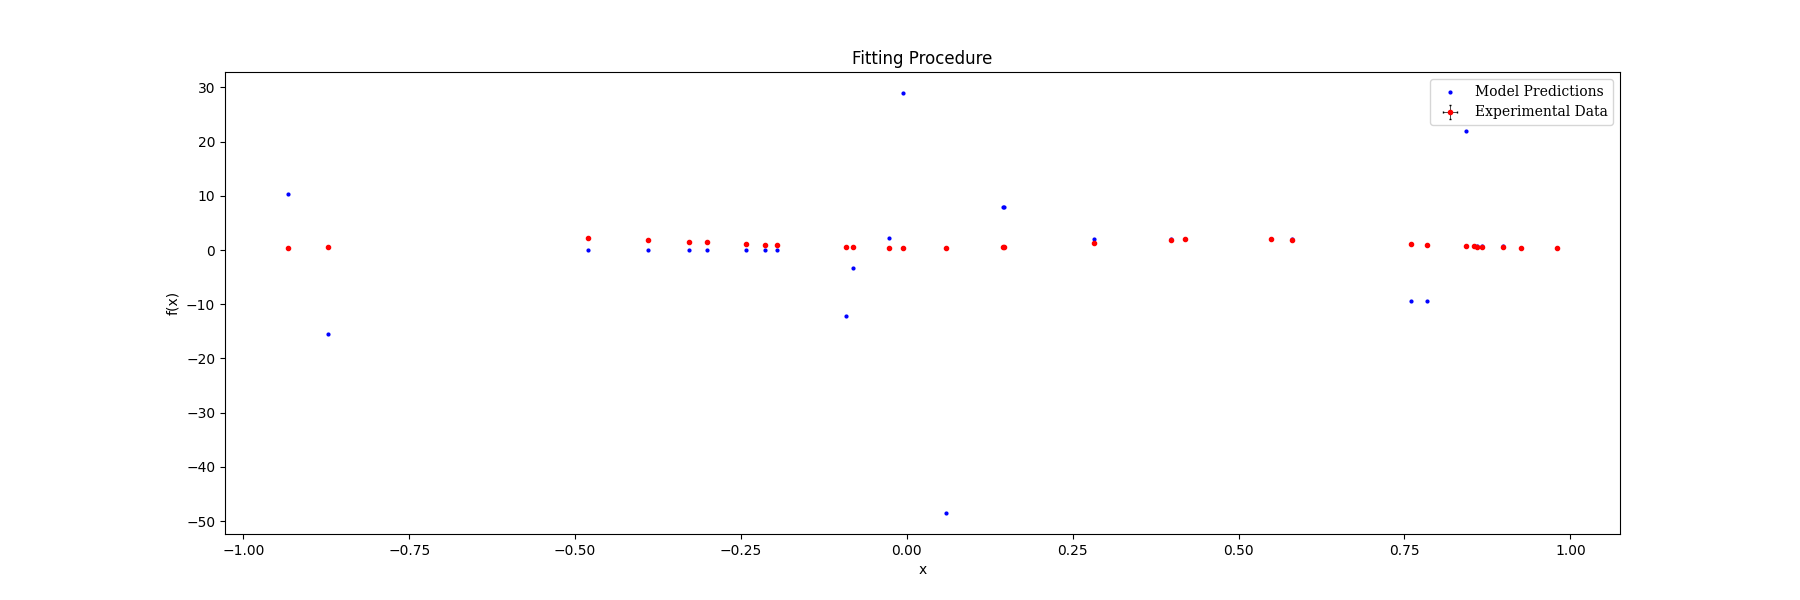 Fitting Procedure
Model Predictions
Experimental Data
30
20
10
0
−10
−20
−30
−40
−50
f(x)
−1.00 −0.75 −0.50 −0.25 0.00 0.25 0.50 0.75 1.00
x